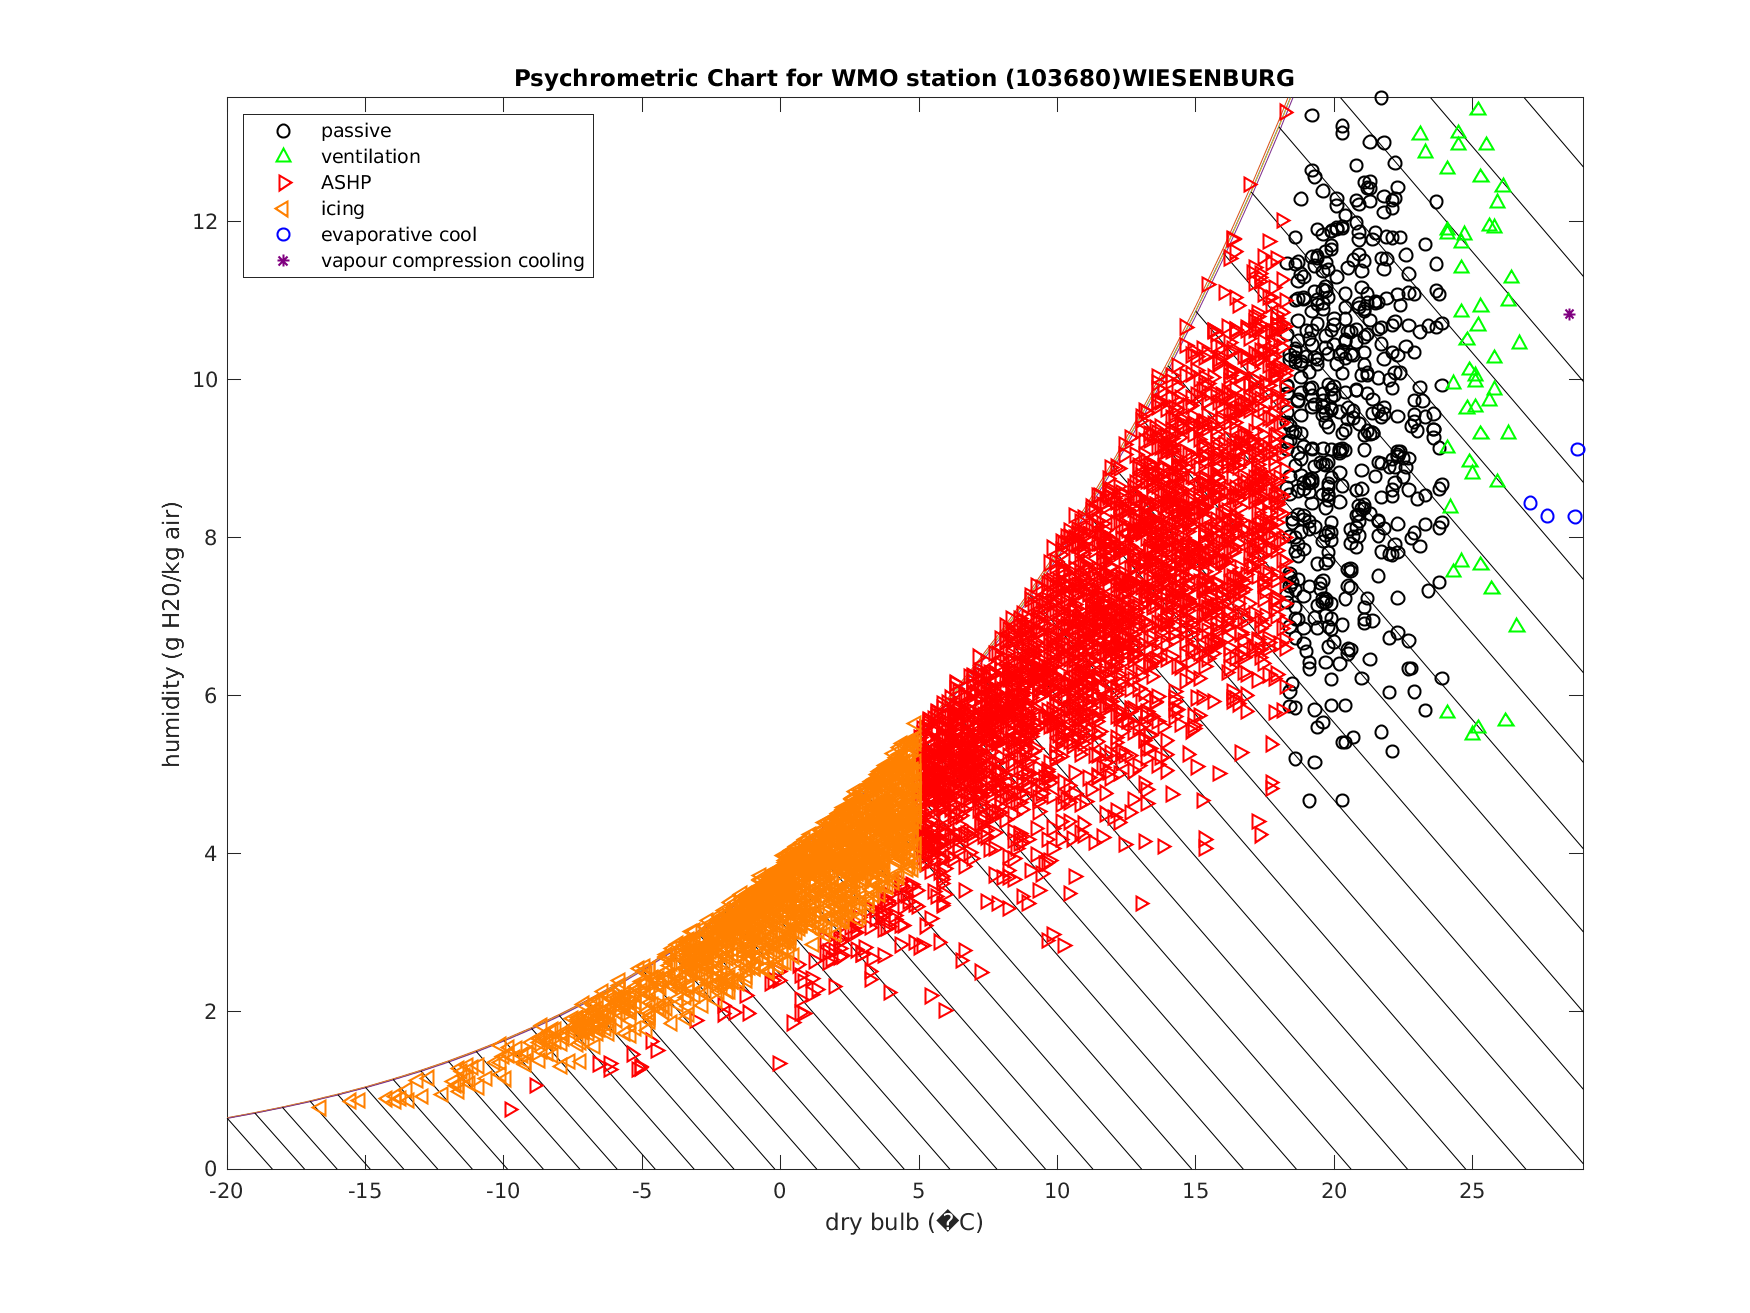 Psychrometric Chart for WMO station (103680)WIESENBURG
passive
ventilation
ASHP
icing
evaporative cool
vapour compression cooling
humidity (g H20/kg air)
12
10
8
6
4
2
0
-20 -15 -10 -5 0 5 10 15 20 25
dry bulb (�C)